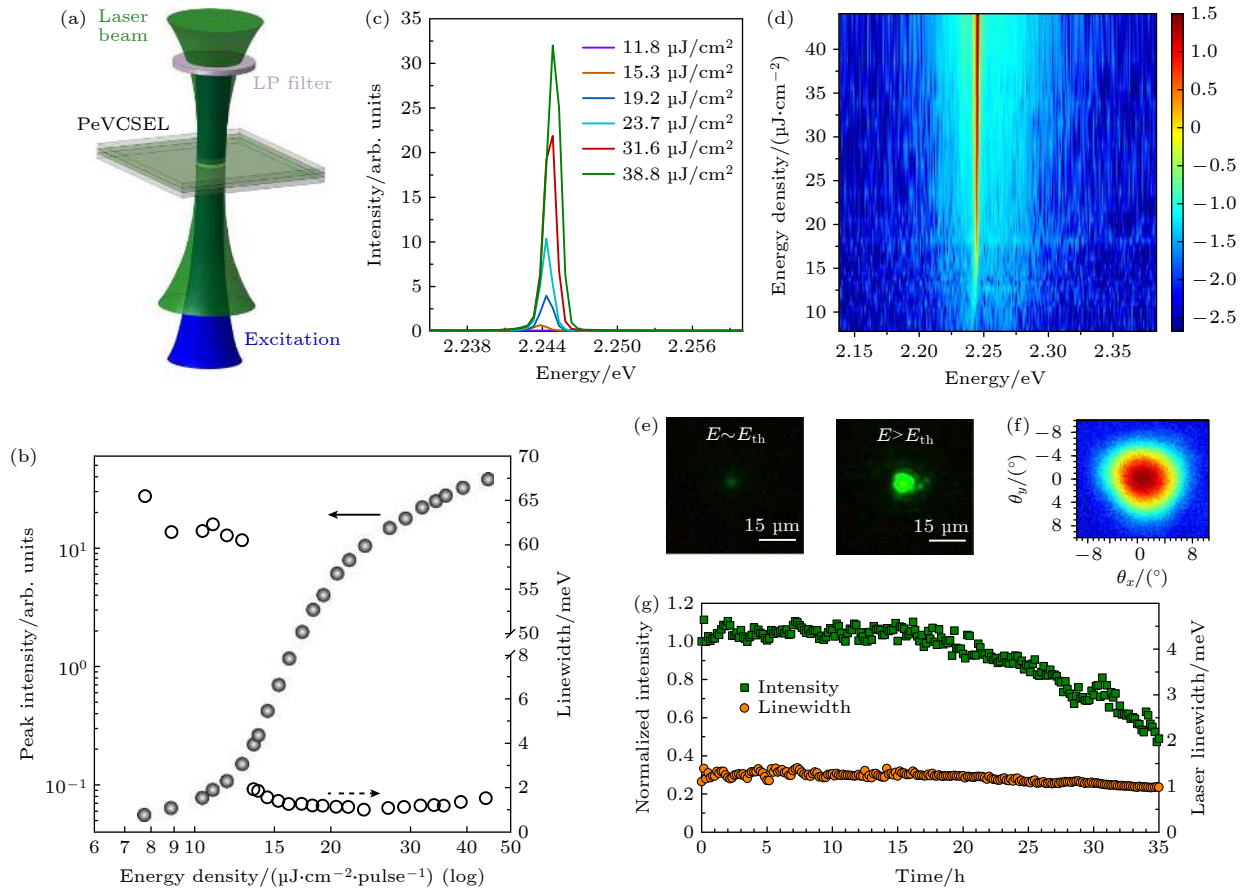 (a)
Laser
beam
LP filter
PeVCSEL
Excitation
(c)
Intensity/arb. units
35
30
25
20
15
10
5
0
11.8 µJ/cm²
15.3 µJ/cm²
19.2 µJ/cm²
23.7 µJ/cm²
31.6 µJ/cm²
38.8 µJ/cm²
2.238 2.244 2.250 2.256
Energy/eV
(d)
Energy density/(µJ·cm⁻²)
40
35
30
25
20
15
10
2.15 2.20 2.25 2.30 2.35
Energy/eV
1.5
1.0
0.5
0
−0.5
−1.0
−1.5
−2.0
−2.5
(b)
Peak intensity/arb. units
10¹
10⁰
10⁻¹
70
65
60
55
50
8
6
4
2
0
Linewidth/meV
6 7 8 9 10 20 30 40 50
Energy density/(µJ·cm⁻²·pulse⁻¹) (log)
(e)
E∼Eth
15 µm
E>Eth
15 µm
(f)
θy/(°)
−8
−4
0
4
8
−8 0 8
θx/(°)
(g)
Normalized intensity
1.2
1.0
0.8
0.6
0.4
0.2
0
Intensity
Linewidth
4
3
2
1
0
Laser linewidth/meV
0 5 10 15 20 25 30 35
Time/h